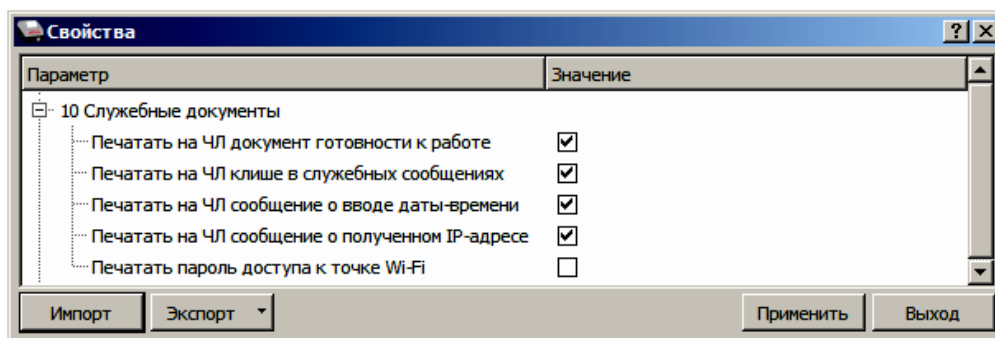 Свойства
Параметр Значение
10 Служебные документы
Печатать на ЧЛ документ готовности к работе
Печатать на ЧЛ клише в служебных сообщениях
Печатать на ЧЛ сообщение о вводе даты-времени
Печатать на ЧЛ сообщение о полученном IP-адресе
Печатать пароль доступа к точке Wi-Fi
Импорт Экспорт Применить Выход